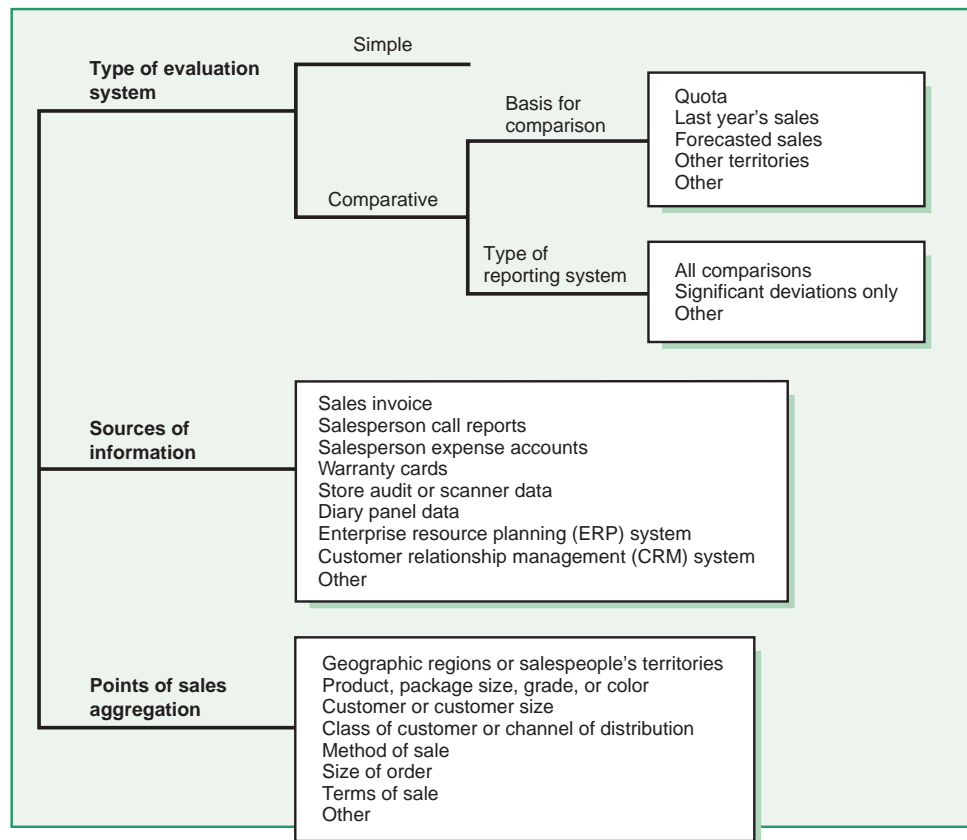 Simple
Type of evaluation
system
Basis for
comparison
Quota
Last year's sales
Forecasted sales
Other territories
Other
Comparative
Type of
reporting system
All comparisons
Significant deviations only
Other
Sources of
information
Sales invoice
Salesperson call reports
Salesperson expense accounts
Warranty cards
Store audit or scanner data
Diary panel data
Enterprise resource planning (ERP) system
Customer relationship management (CRM) system
Other
Points of sales
aggregation
Geographic regions or salespeople's territories
Product, package size, grade, or color
Customer or customer size
Class of customer or channel of distribution
Method of sale
Size of order
Terms of sale
Other